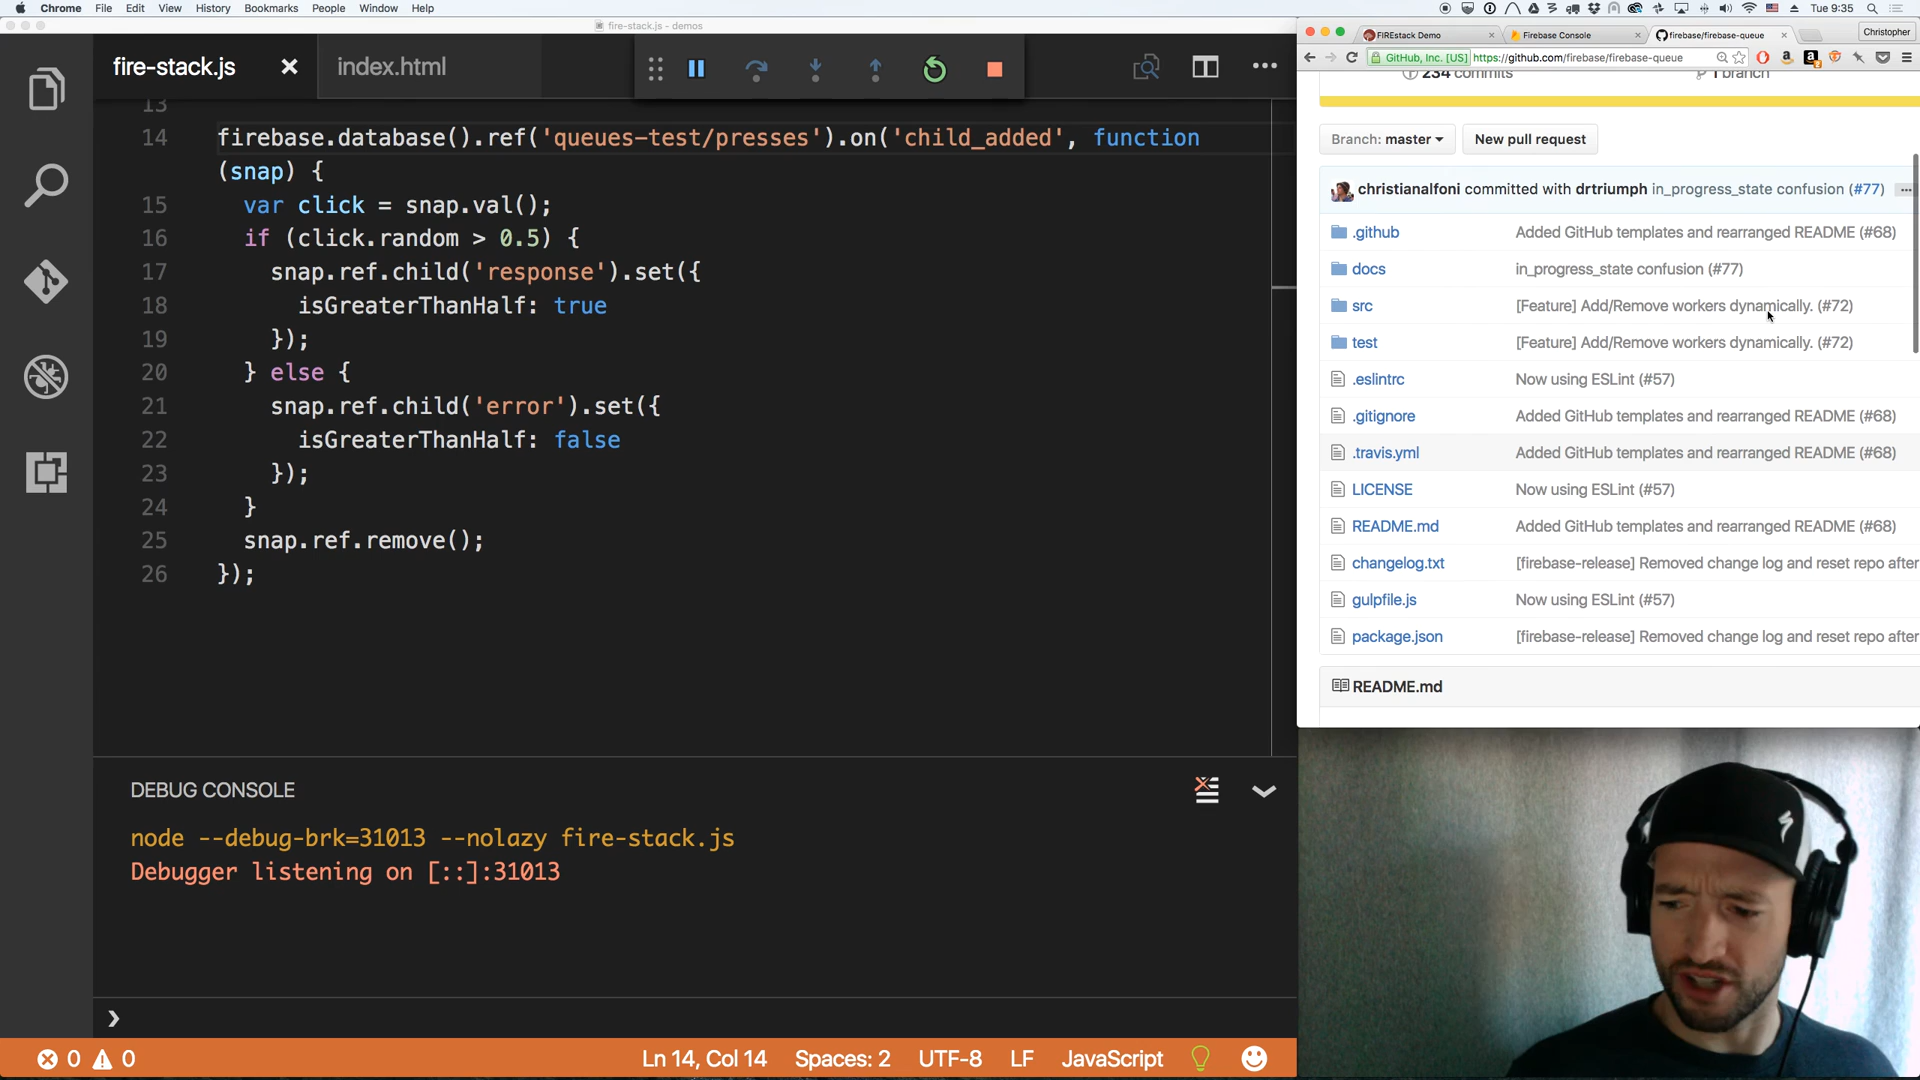 Chrome File Edit View History Bookmarks People Window Help
Tue 9:35
fire-stack.js - demos
fire-stack.js
index.html
13
14 firebase.database().ref('queues-test/presses').on('child_added', function
(snap) {
15 var click = snap.val();
16 if (click.random > 0.5) {
17 snap.ref.child('response').set({
18 isGreaterThanHalf: true
19 });
20 } else {
21 snap.ref.child('error').set({
22 isGreaterThanHalf: false
23 });
24 }
25 snap.ref.remove();
26 });
DEBUG CONSOLE
node --debug-brk=31013 --nolazy fire-stack.js
Debugger listening on [::]:31013
❯
0 0 Ln 14, Col 14 Spaces: 2 UTF-8 LF JavaScript
FIREstack Demo
Firebase Console
firebase/firebase-queue
Christopher
GitHub, Inc. [US] https://github.com/firebase/firebase-queue
234 commits 1 branch
Branch: master New pull request
christianalfoni committed with drtriumph in_progress_state confusion (#77) ...
.github Added GitHub templates and rearranged README (#68)
docs in_progress_state confusion (#77)
src [Feature] Add/Remove workers dynamically. (#72)
test [Feature] Add/Remove workers dynamically. (#72)
.eslintrc Now using ESLint (#57)
.gitignore Added GitHub templates and rearranged README (#68)
.travis.yml Added GitHub templates and rearranged README (#68)
LICENSE Now using ESLint (#57)
README.md Added GitHub templates and rearranged README (#68)
changelog.txt [firebase-release] Removed change log and reset repo after
gulpfile.js Now using ESLint (#57)
package.json [firebase-release] Removed change log and reset repo after
README.md